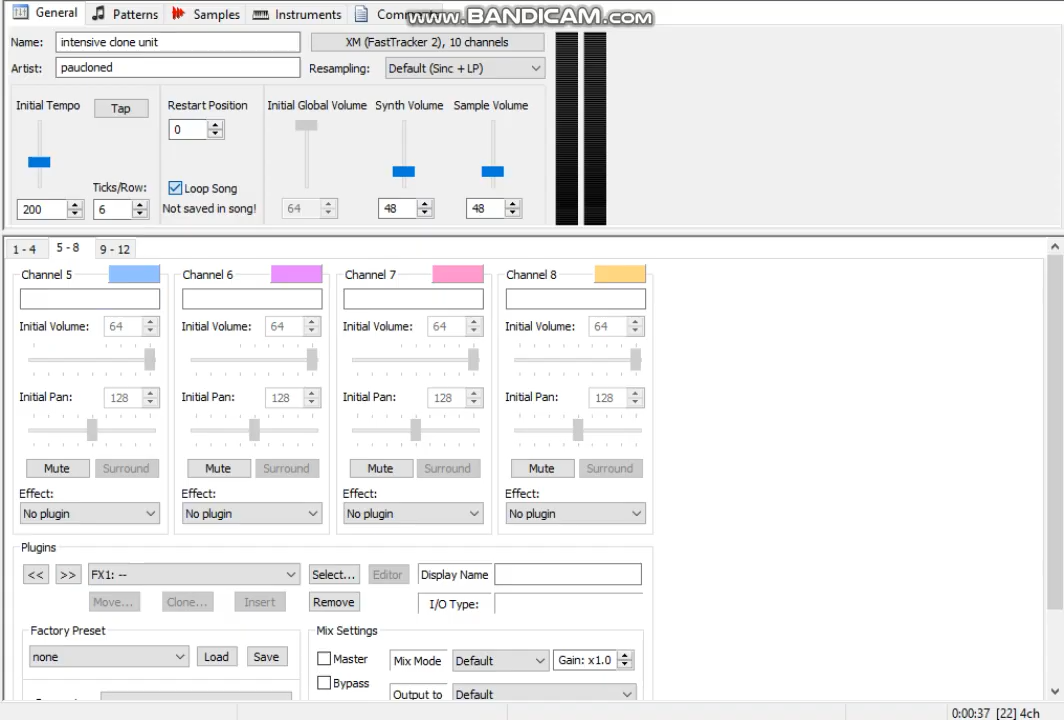 General
Patterns
Samples
Instruments
Comm
www.BANDICAM.com
Name:
intensive clone unit
XM (FastTracker 2), 10 channels
Artist:
paucloned
Resampling:
Default (Sinc + LP)
Initial Tempo
Tap
Restart Position
Initial Global Volume
Synth Volume
Sample Volume
0
Ticks/Row:
Loop Song
200
6
Not saved in song!
64
48
48
1 - 4
5 - 8
9 - 12
Channel 5
Channel 6
Channel 7
Channel 8
Initial Volume:
64
Initial Volume:
64
Initial Volume:
64
Initial Volume:
64
Initial Pan:
128
Initial Pan:
128
Initial Pan:
128
Initial Pan:
128
Mute
Surround
Mute
Surround
Mute
Surround
Mute
Surround
Effect:
Effect:
Effect:
Effect:
No plugin
No plugin
No plugin
No plugin
Plugins
<<
>>
FX1: --
Select...
Editor
Display Name
Move...
Clone...
Insert
Remove
I/O Type:
Factory Preset
Mix Settings
none
Load
Save
Master
Mix Mode
Default
Gain: x1.0
Bypass
Output to
Default
0:00:37 [22] 4ch